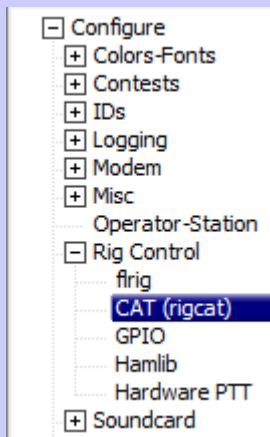 Configure
Colors-Fonts
Contests
IDs
Logging
Modem
Misc
Operator-Station
Rig Control
flrig
CAT (rigcat)
GPIO
Hamlib
Hardware PTT
Soundcard